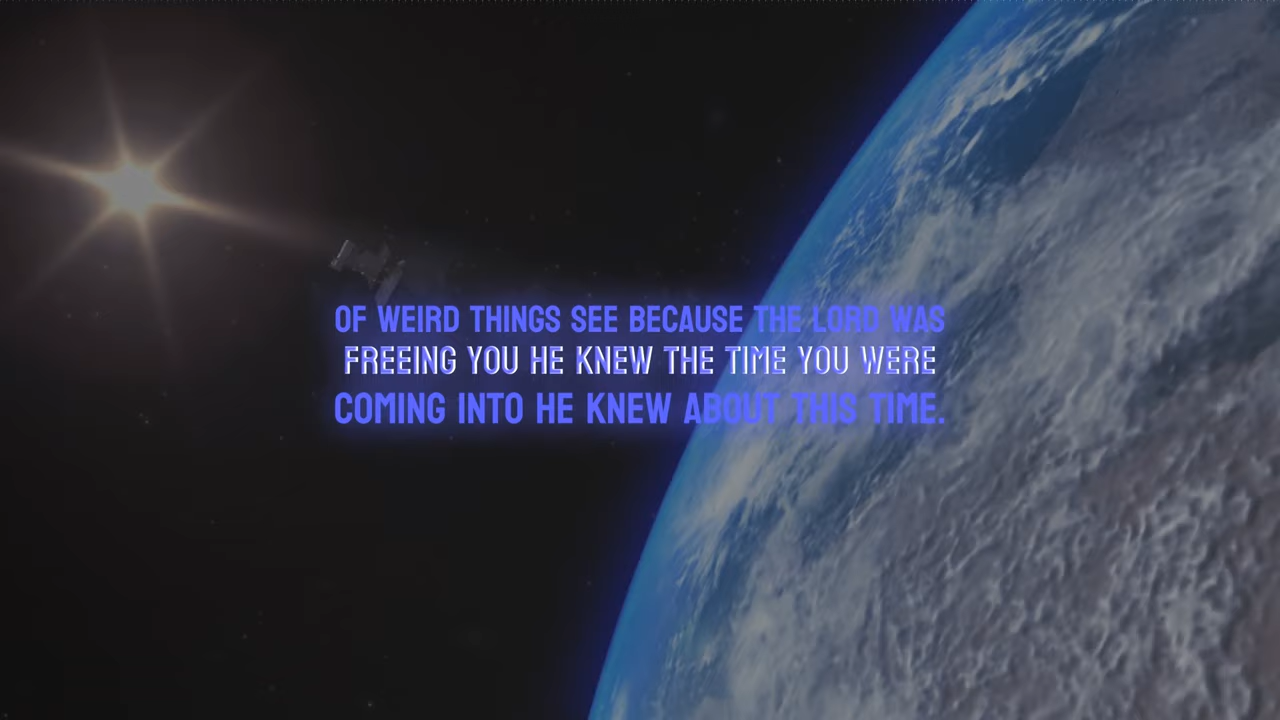 OF WEIRD THINGS SEE BECAUSE THE LORD WAS
FREEING YOU HE KNEW THE TIME YOU WERE
COMING INTO HE KNEW ABOUT THIS TIME.